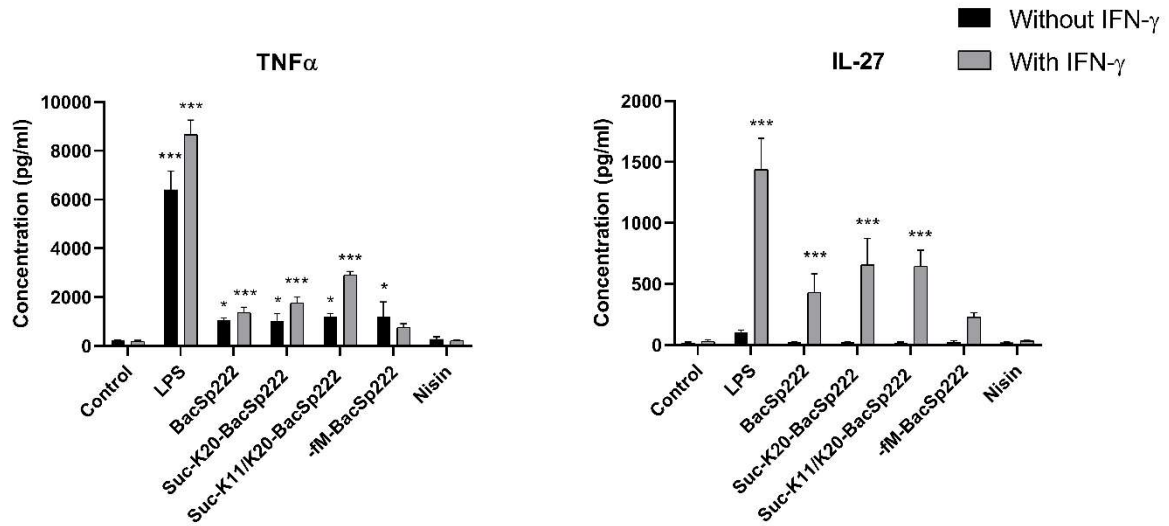 Without IFN-γ
With IFN-γ
TNFα
Concentration (pg/ml)
10000
8000
6000
4000
2000
0
***
***
*
***
*
***
*
***
*
Control
LPS
BacSp222
Suc-K20-BacSp222
Suc-K11/K20-BacSp222
-fM-BacSp222
Nisin
IL-27
Concentration (pg/ml)
2000
1500
1000
500
0
***
***
***
***
Control
LPS
BacSp222
Suc-K20-BacSp222
Suc-K11/K20-BacSp222
-fM-BacSp222
Nisin